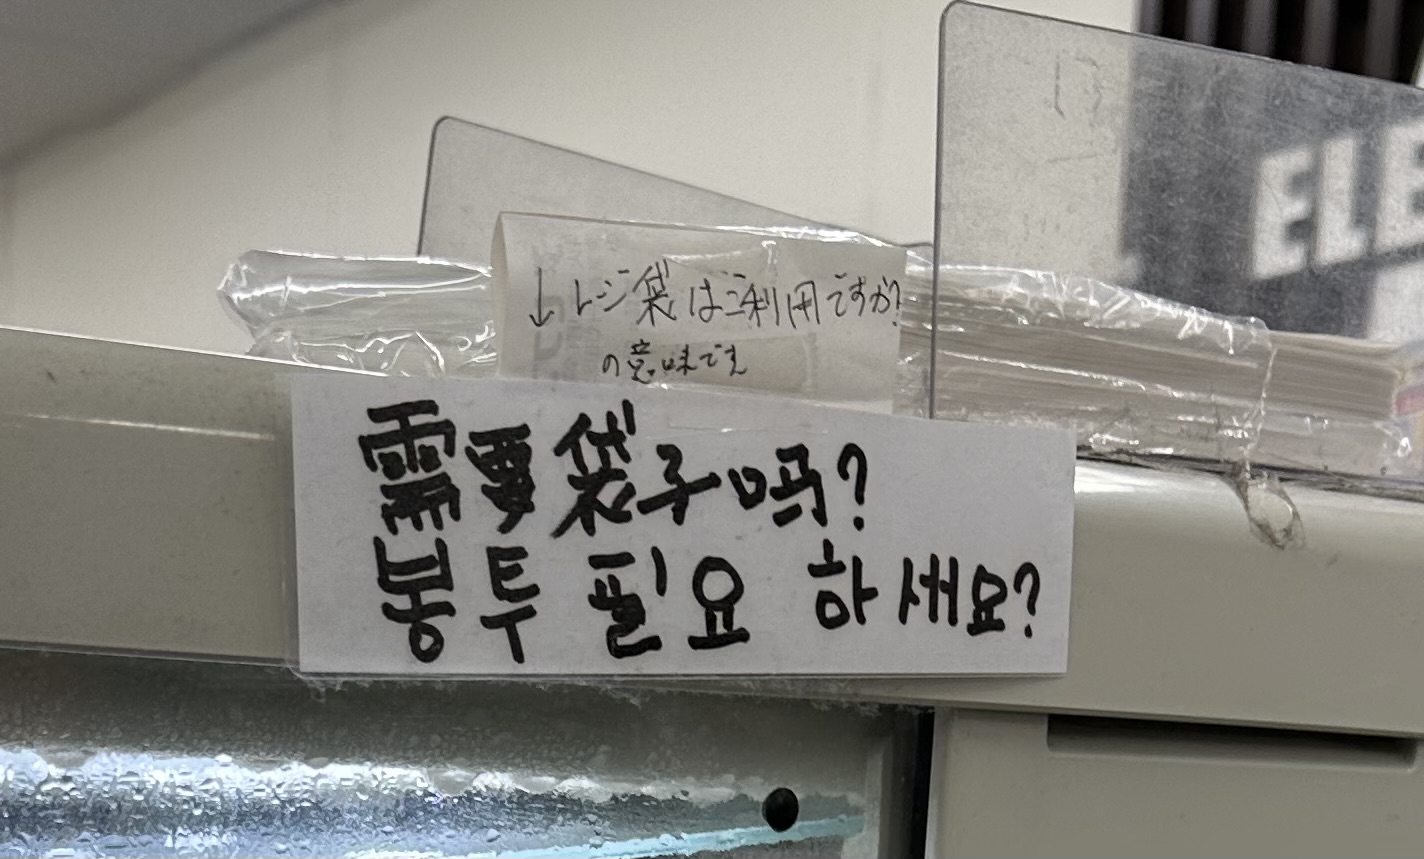 ↓レジ袋はご利用ですか?
の意味です
需要袋子吗?
봉투 필요 하세요?
ELE